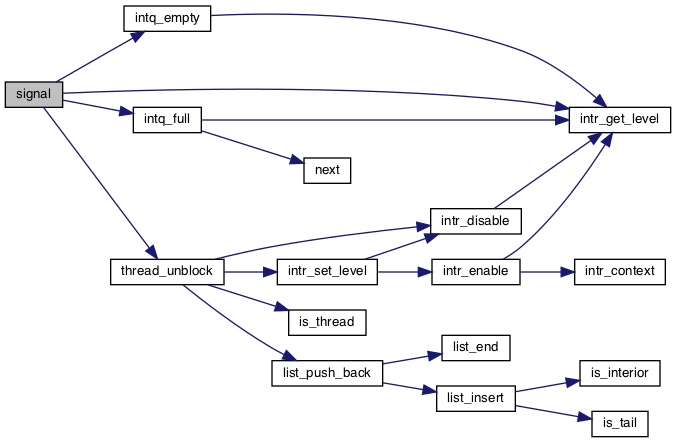 intq_empty
signal
intq_full
intr_get_level
next
intr_disable
thread_unblock
intr_set_level
intr_enable
intr_context
is_thread
list_end
list_push_back
is_interior
list_insert
is_tail